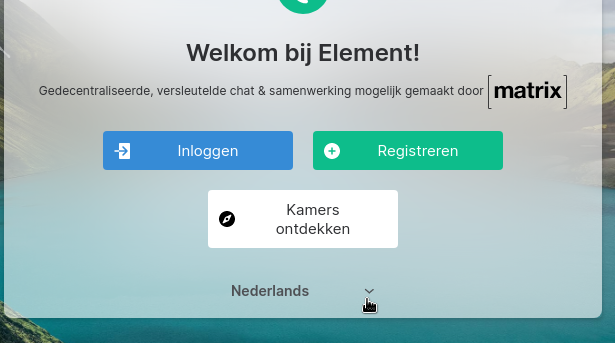 Welkom bij Element!
Gedecentraliseerde, versleutelde chat & samenwerking mogelijk gemaakt door [matrix]
Inloggen
Registreren
Kamers
ontdekken
Nederlands